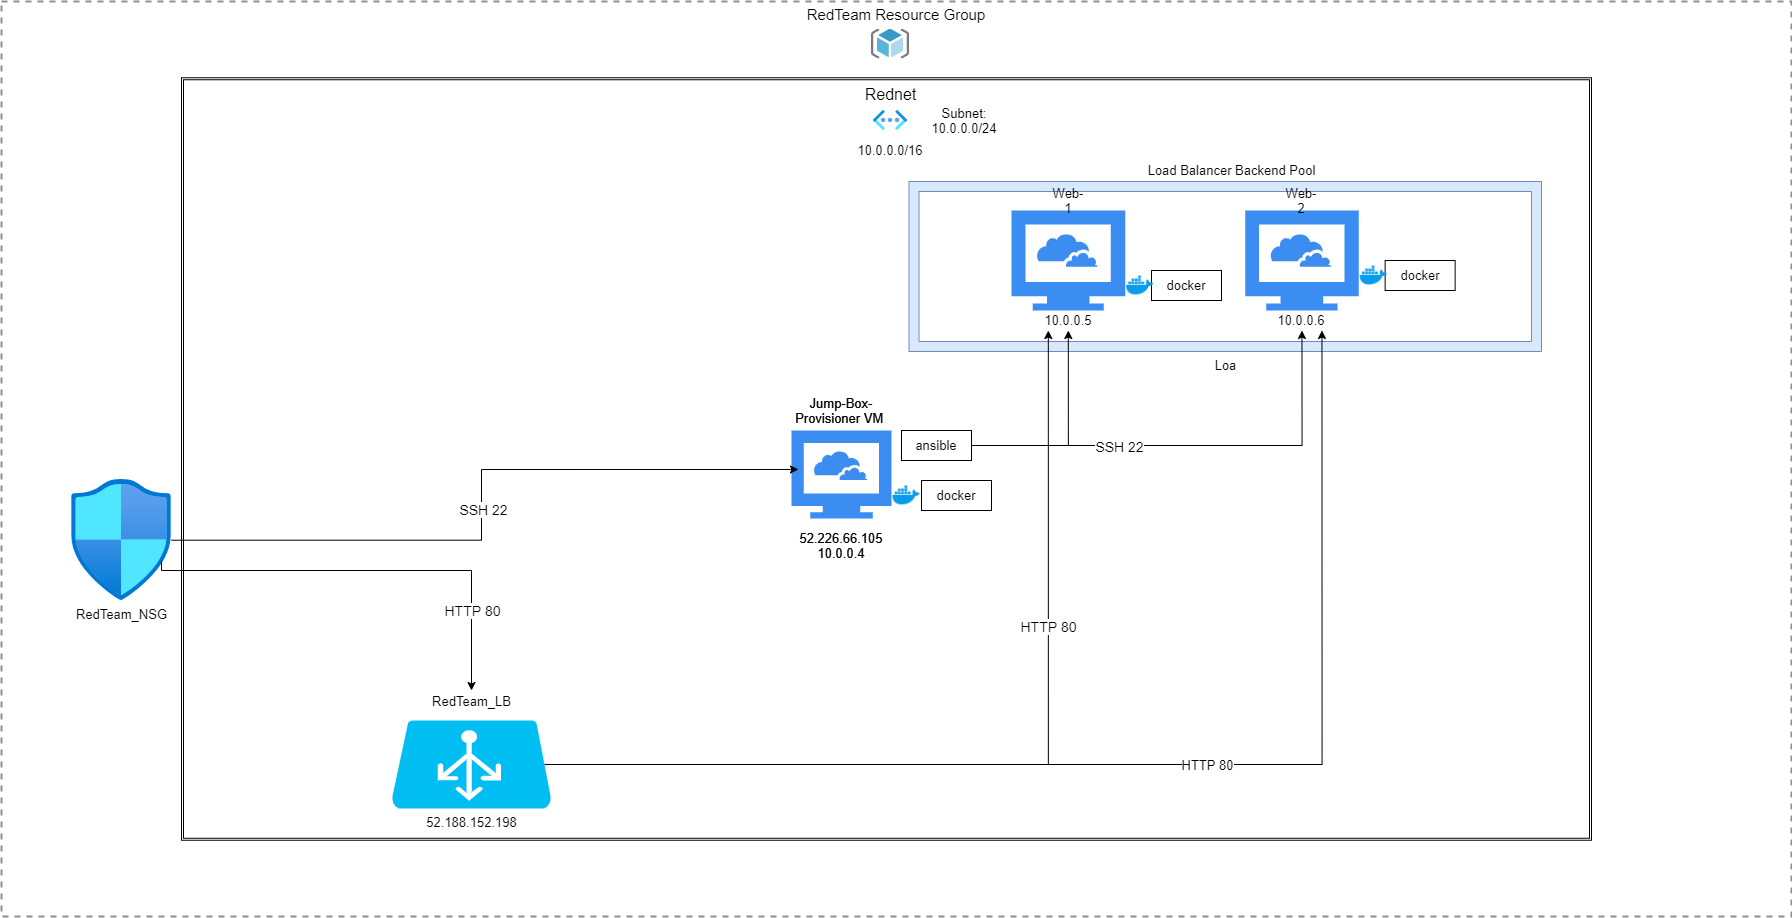 RedTeam Resource Group
Rednet
Subnet:
10.0.0.0/24
10.0.0.0/16
Load Balancer Backend Pool
Web-
1
Web-
2
docker
docker
10.0.0.5
10.0.0.6
Loa
Jump-Box-
Provisioner VM
ansible
SSH 22
docker
SSH 22
52.226.66.105
10.0.0.4
RedTeam_NSG
HTTP 80
HTTP 80
RedTeam_LB
HTTP 80
52.188.152.198